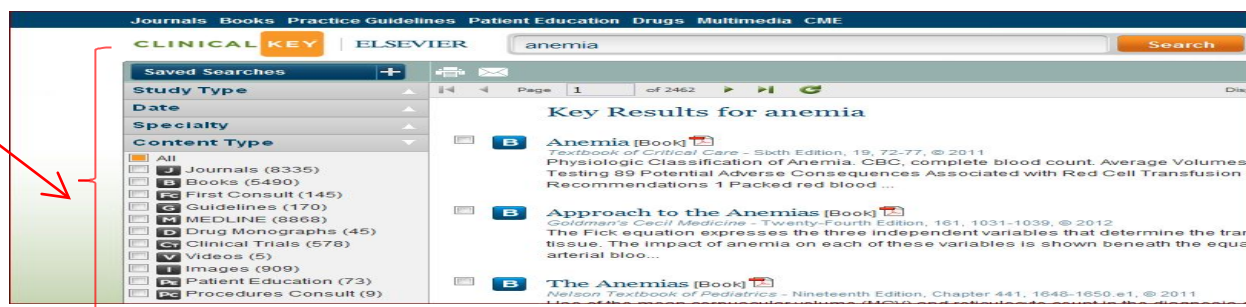 Journals Books Practice Guidelines Patient Education Drugs Multimedia CME
CLINICAL KEY ELSEVIER anemia Search
Saved Searches +
Study Type
Date
Specialty
Content Type
All
J Journals (8335)
B Books (5490)
FC First Consult (145)
G Guidelines (170)
M MEDLINE (8868)
D Drug Monographs (45)
CT Clinical Trials (578)
V Videos (5)
I Images (909)
PE Patient Education (73)
PC Procedures Consult (9)
Page 1 of 2462
Key Results for anemia
B Anemia [Book]
Textbook of Critical Care - Sixth Edition, 19, 72-77, © 2011
Physiologic Classification of Anemia. CBC, complete blood count. Average Volumes
Testing 89 Potential Adverse Consequences Associated with Red Cell Transfusion
Recommendations 1 Packed red blood ...
B Approach to the Anemias [Book]
Goldman's Cecil Medicine - Twenty-Fourth Edition, 161, 1031-1039, © 2012
The Fick equation expresses the three independent variables that determine the tran
tissue. The impact of anemia on each of these variables is shown beneath the equa
arterial bloo...
B The Anemias [Book]
Nelson Textbook of Pediatrics - Nineteenth Edition, Chapter 441, 1648-1650.e1, © 2011